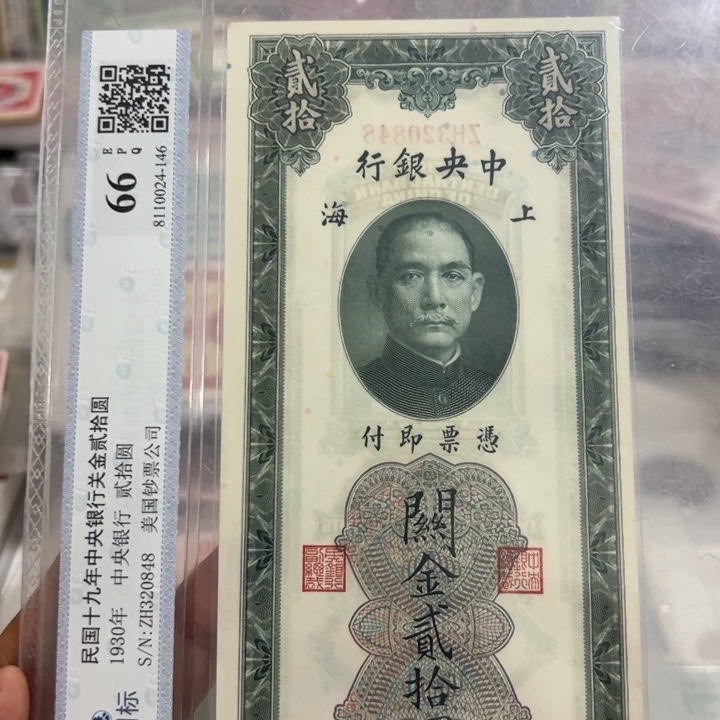 66
E
P
Q
8110024-146
民国十九年中央银行关金贰拾圆
1930年 中央银行 贰拾圆
S/N:ZH320848 美国钞票公司
国标
貳拾
貳拾
ZH320848
行銀央中
海 上
付即票憑
關金貳拾